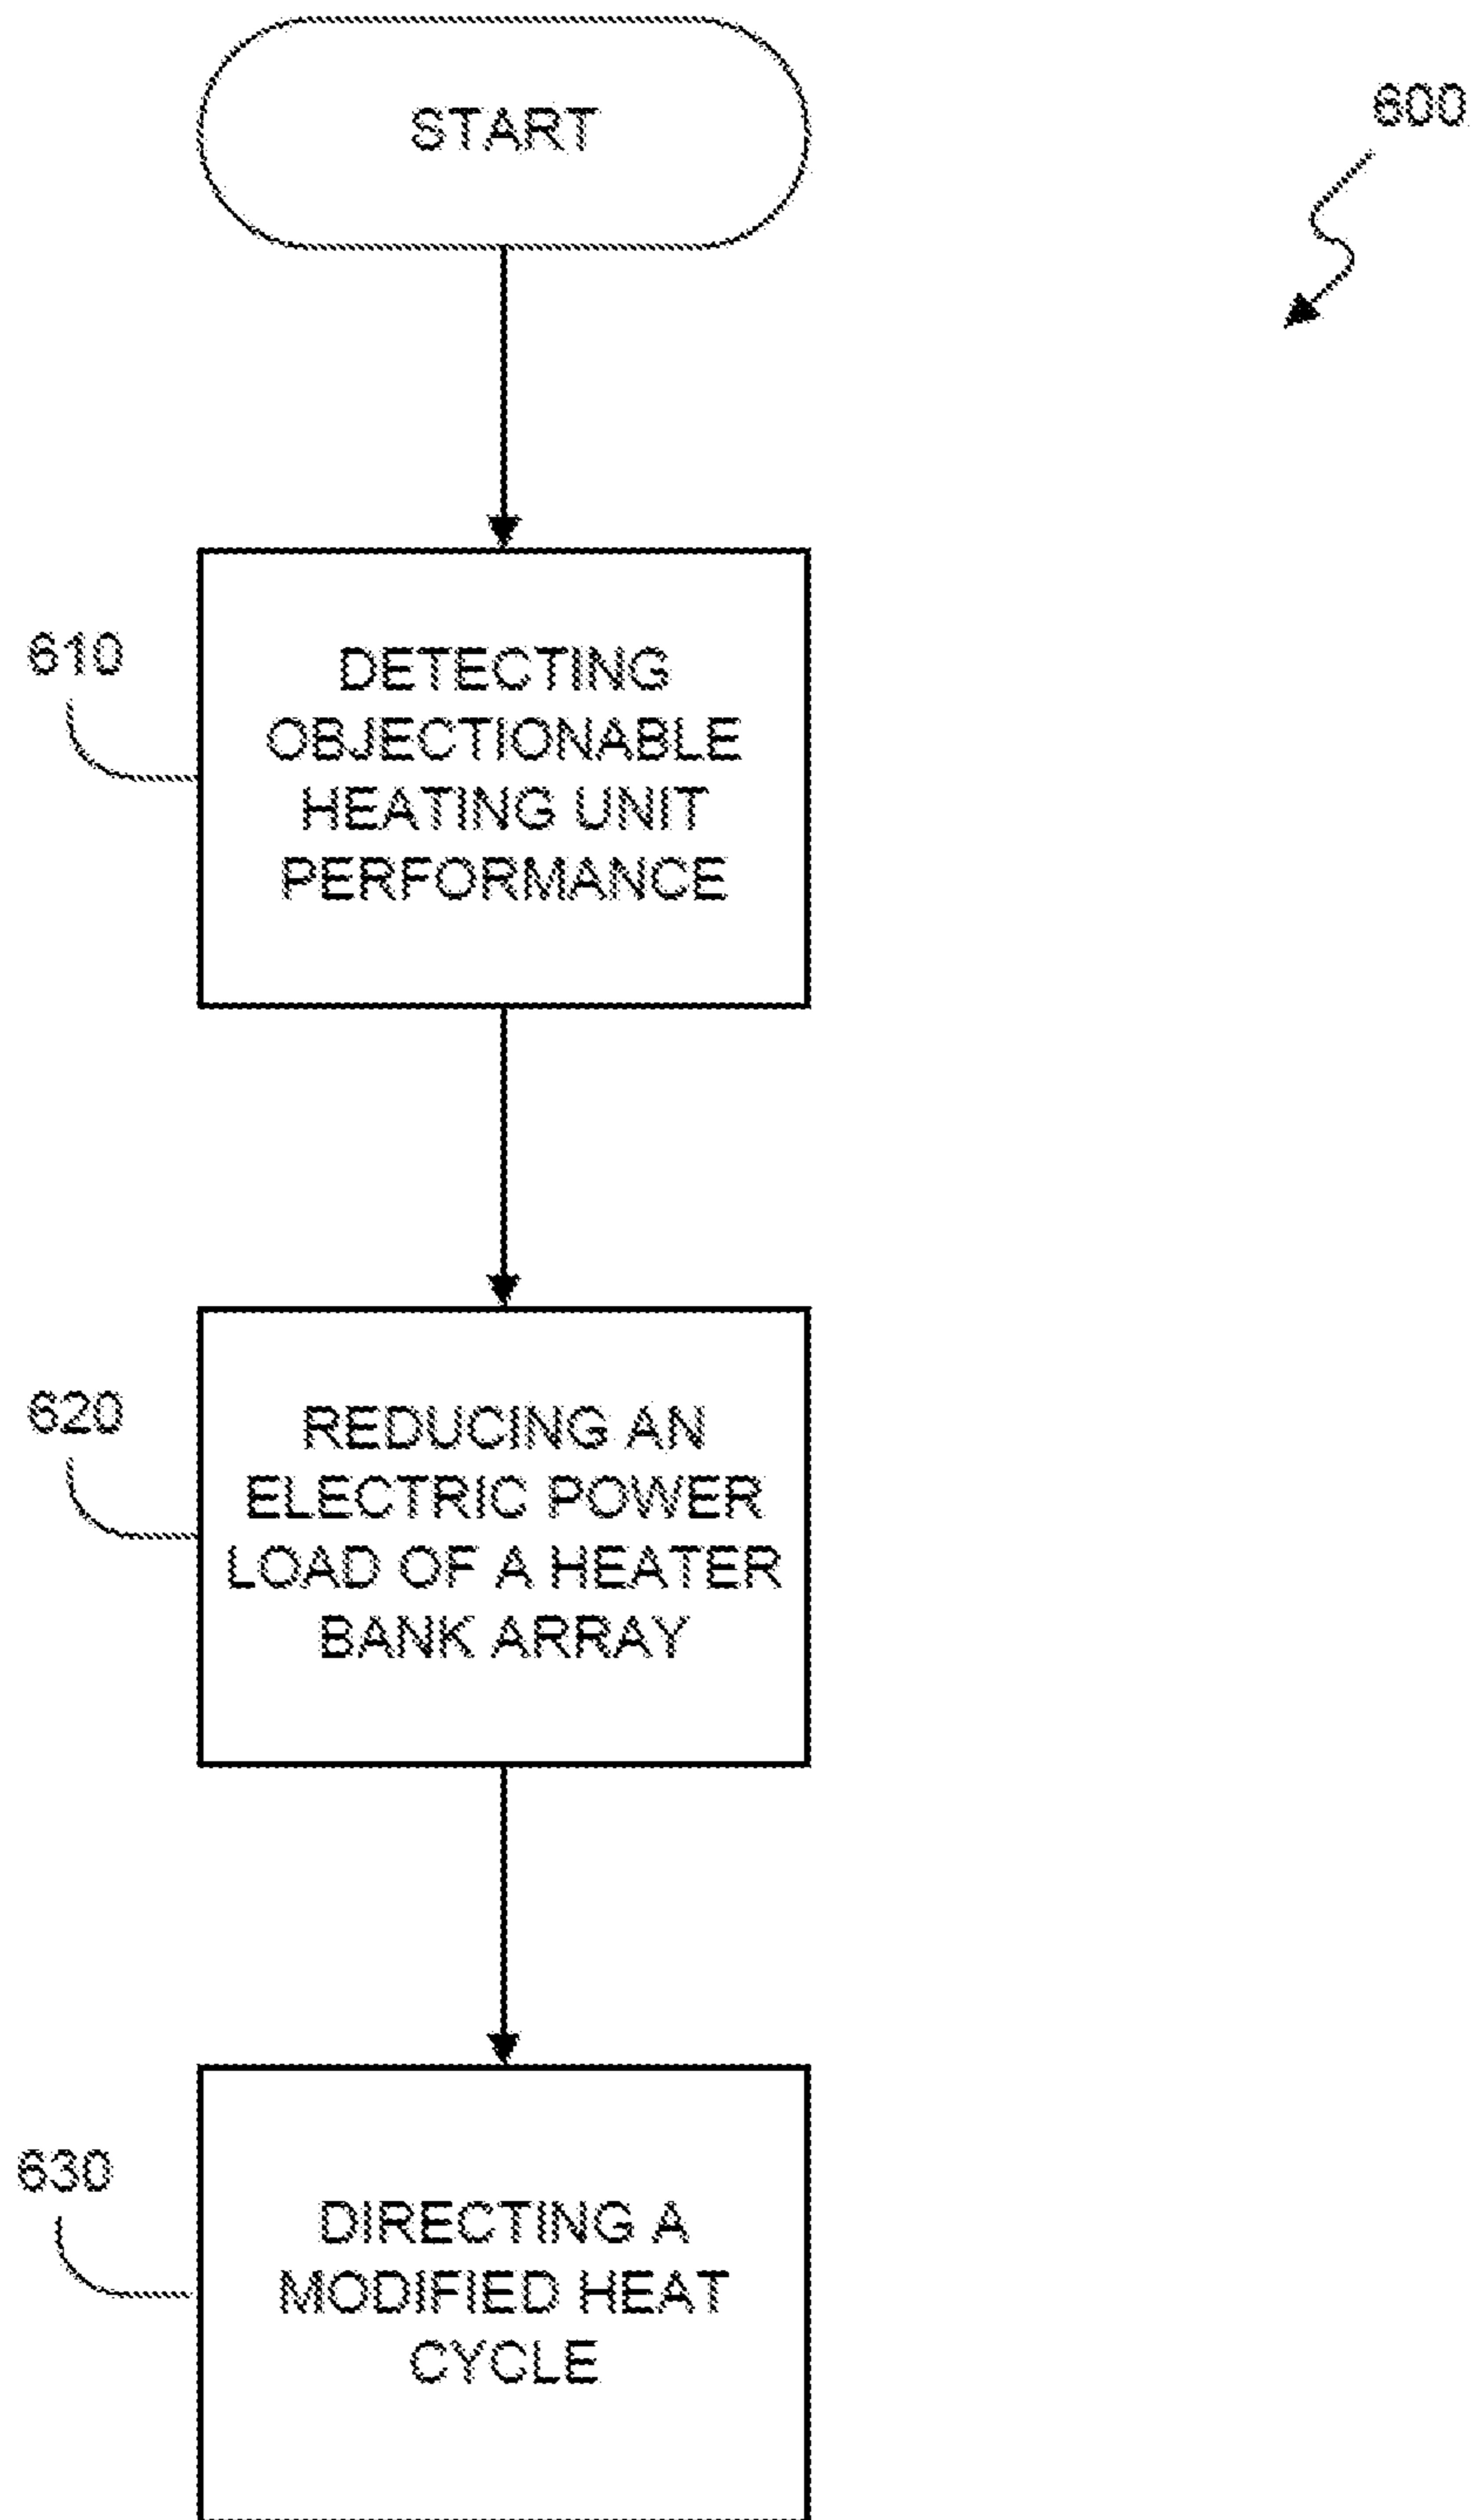 START
600
610
DETECTING
OBJECTIONABLE
HEATING UNIT
PERFORMANCE
620
REDUCING AN
ELECTRIC POWER
LOAD OF A HEATER
BANK ARRAY
630
DIRECTING A
MODIFIED HEAT
CYCLE